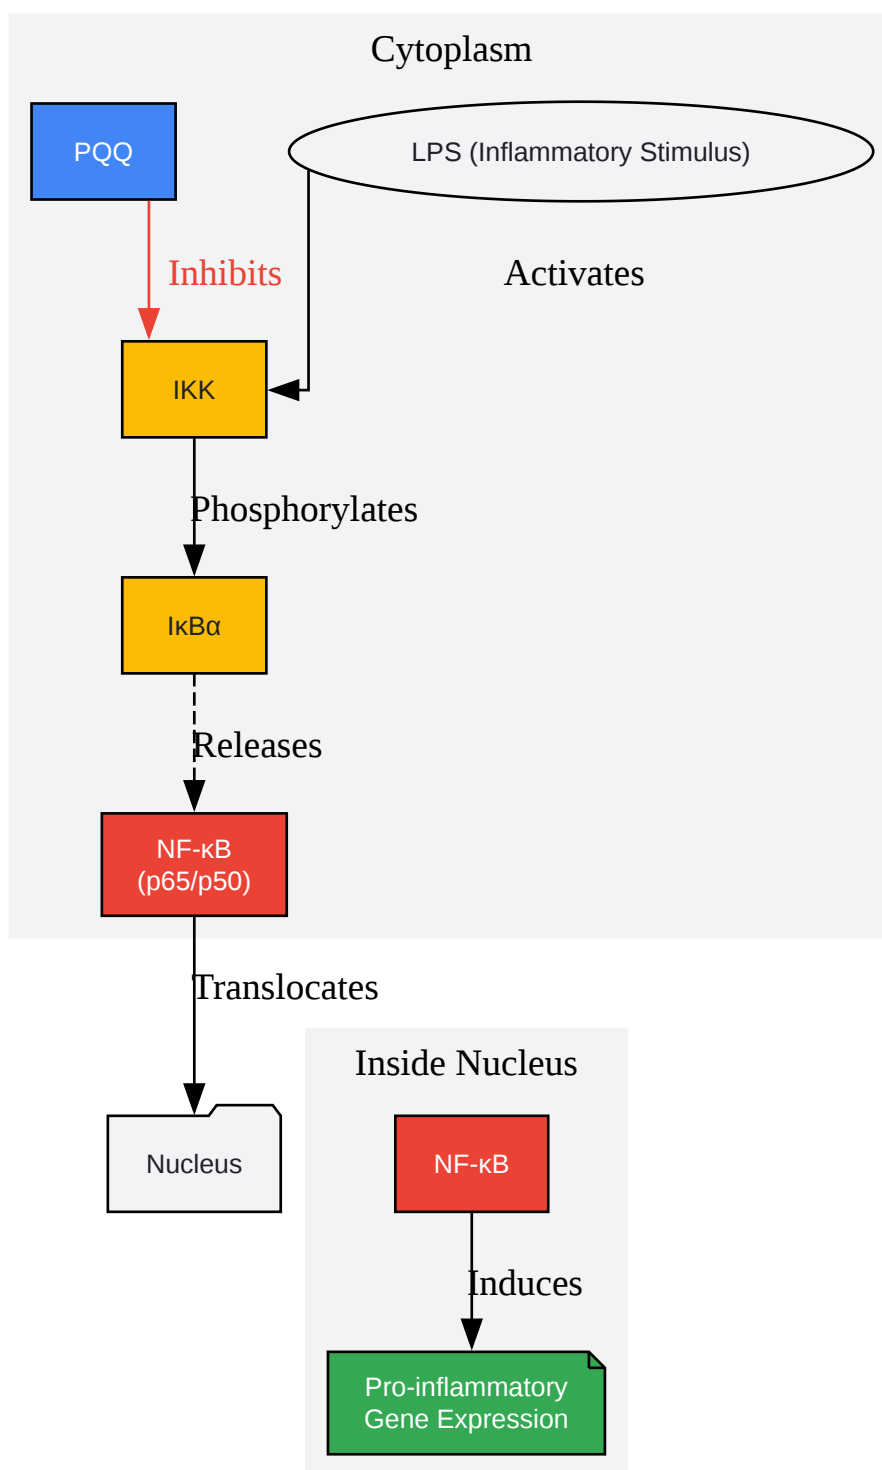 Cytoplasm
PQQ
LPS (Inflammatory Stimulus)
Inhibits
Activates
IKK
Phosphorylates
IκBα
Releases
NF-κB
(p65/p50)
Translocates
Inside Nucleus
Nucleus
NF-κB
Induces
Pro-inflammatory
Gene Expression